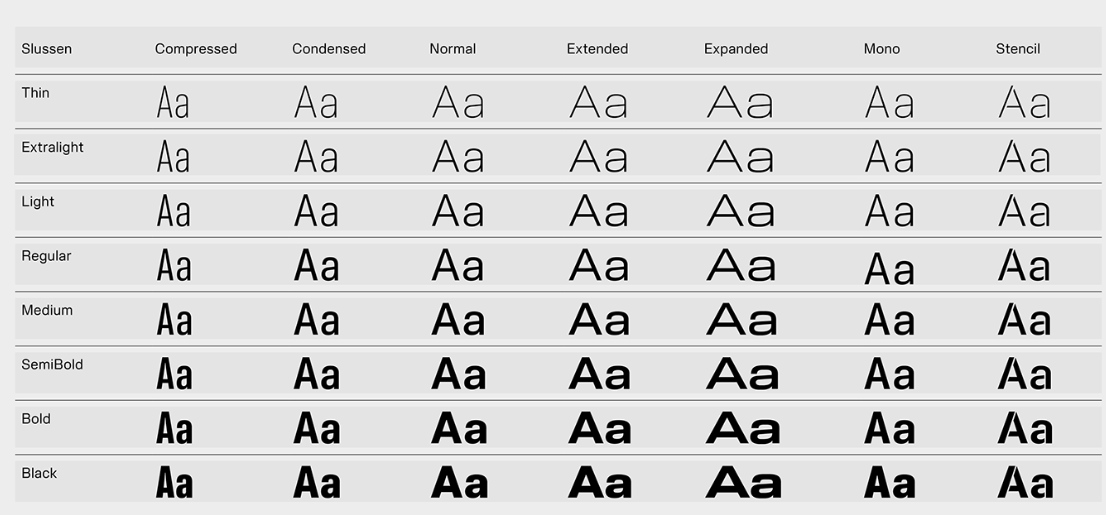 Slussen Compressed Condensed Normal Extended Expanded Mono Stencil
Thin Aa Aa Aa Aa Aa Aa Aa
Extralight Aa Aa Aa Aa Aa Aa Aa
Light Aa Aa Aa Aa Aa Aa Aa
Regular Aa Aa Aa Aa Aa Aa Aa
Medium Aa Aa Aa Aa Aa Aa Aa
SemiBold Aa Aa Aa Aa Aa Aa Aa
Bold Aa Aa Aa Aa Aa Aa Aa
Black Aa Aa Aa Aa Aa Aa Aa